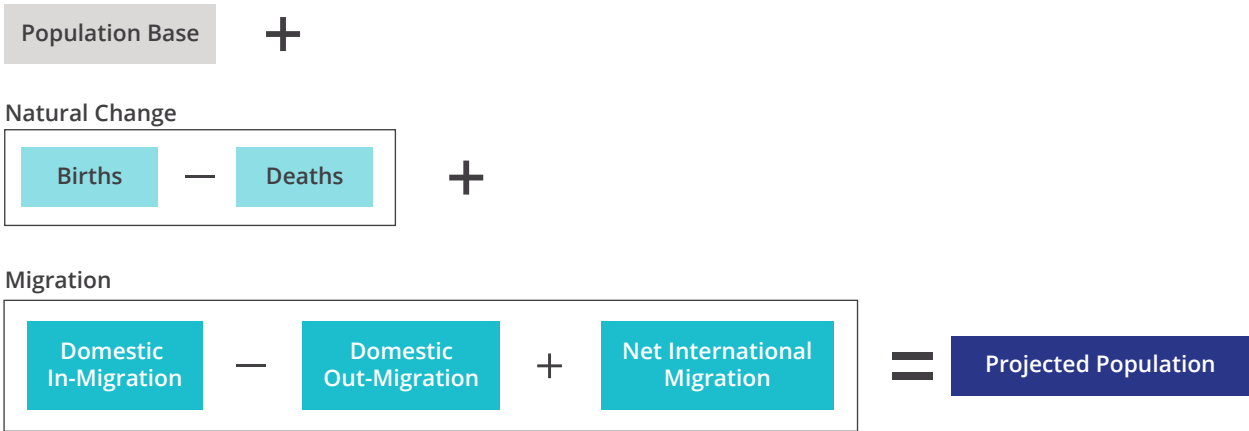 Population Base +
Natural Change
Births — Deaths +
Migration
Domestic In-Migration — Domestic Out-Migration + Net International Migration = Projected Population